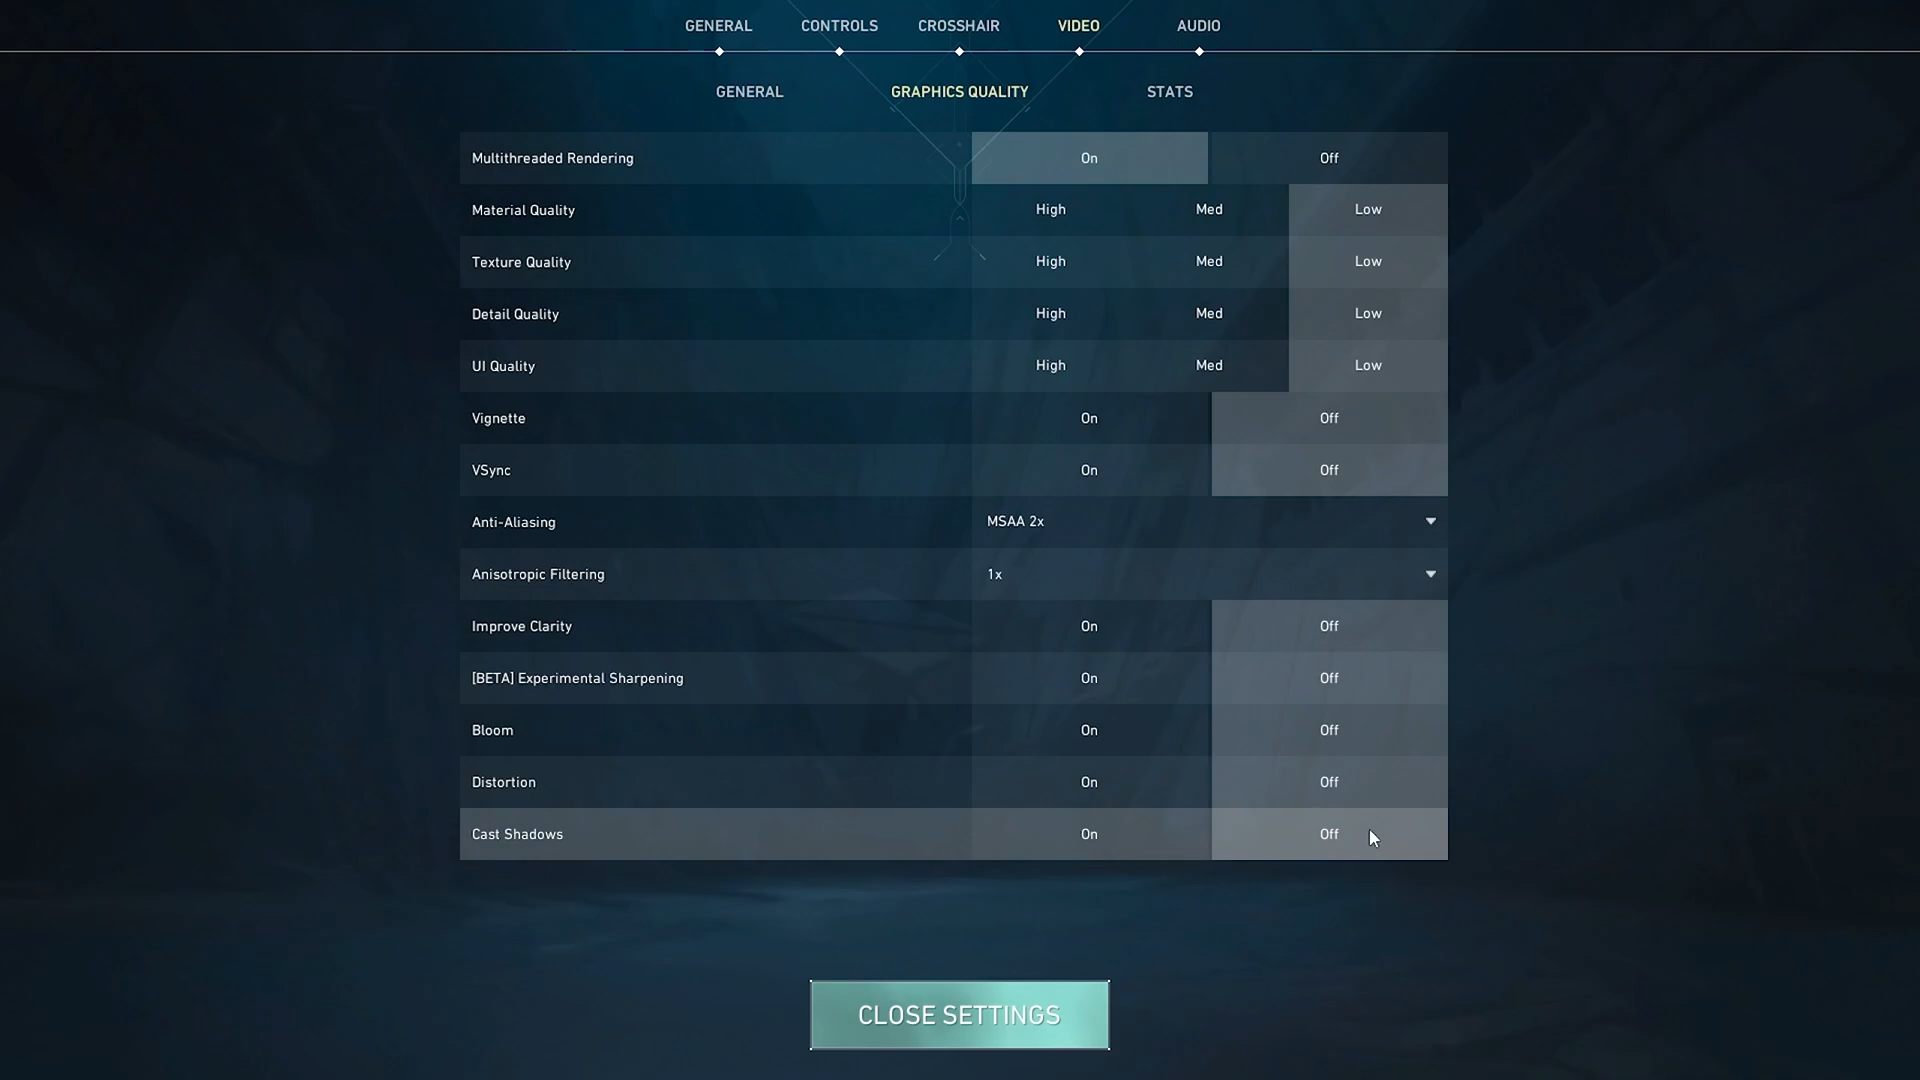 GENERAL CONTROLS CROSSHAIR VIDEO AUDIO
GENERAL GRAPHICS QUALITY STATS
Multithreaded Rendering On Off
Material Quality High Med Low
Texture Quality High Med Low
Detail Quality High Med Low
UI Quality High Med Low
Vignette On Off
VSync On Off
Anti-Aliasing MSAA 2x
Anisotropic Filtering 1x
Improve Clarity On Off
[BETA] Experimental Sharpening On Off
Bloom On Off
Distortion On Off
Cast Shadows On Off
CLOSE SETTINGS